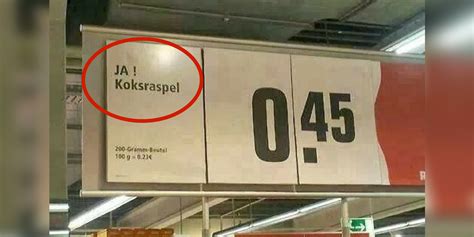 JA !
Koksraspel
200-Gramm-Beutel
100 g = 0.23€
0.45